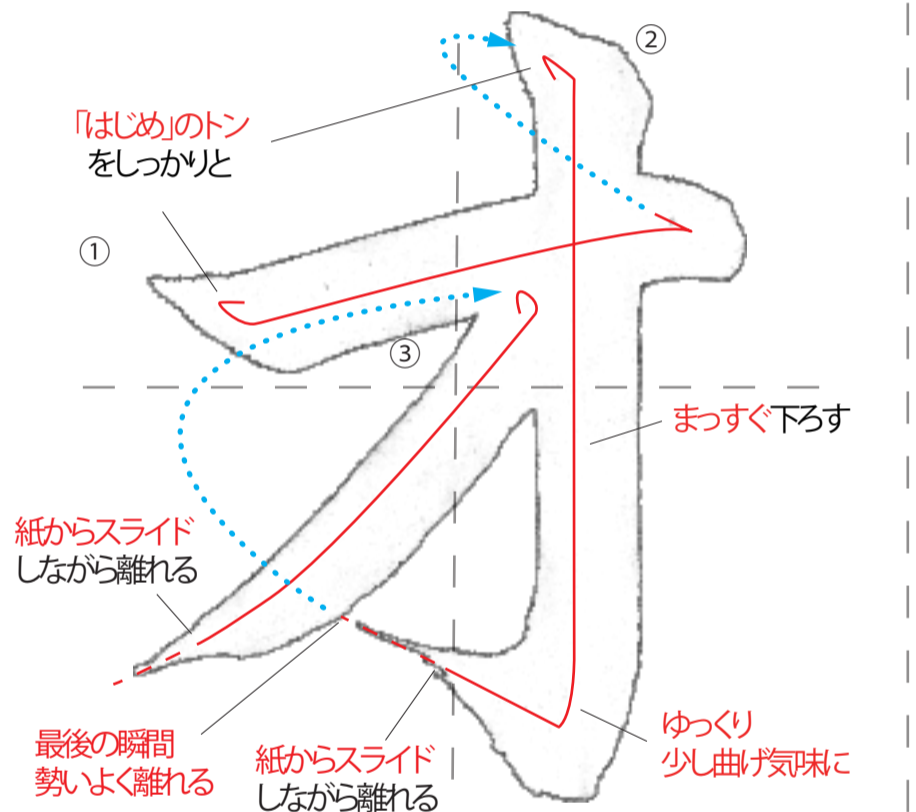 ②
「はじめ」のトン
をしっかりと
①
③
まっすぐ下ろす
紙からスライド
しながら離れる
最後の瞬間
勢いよく離れる
紙からスライド
しながら離れる
ゆっくり
少し曲げ気味に
才